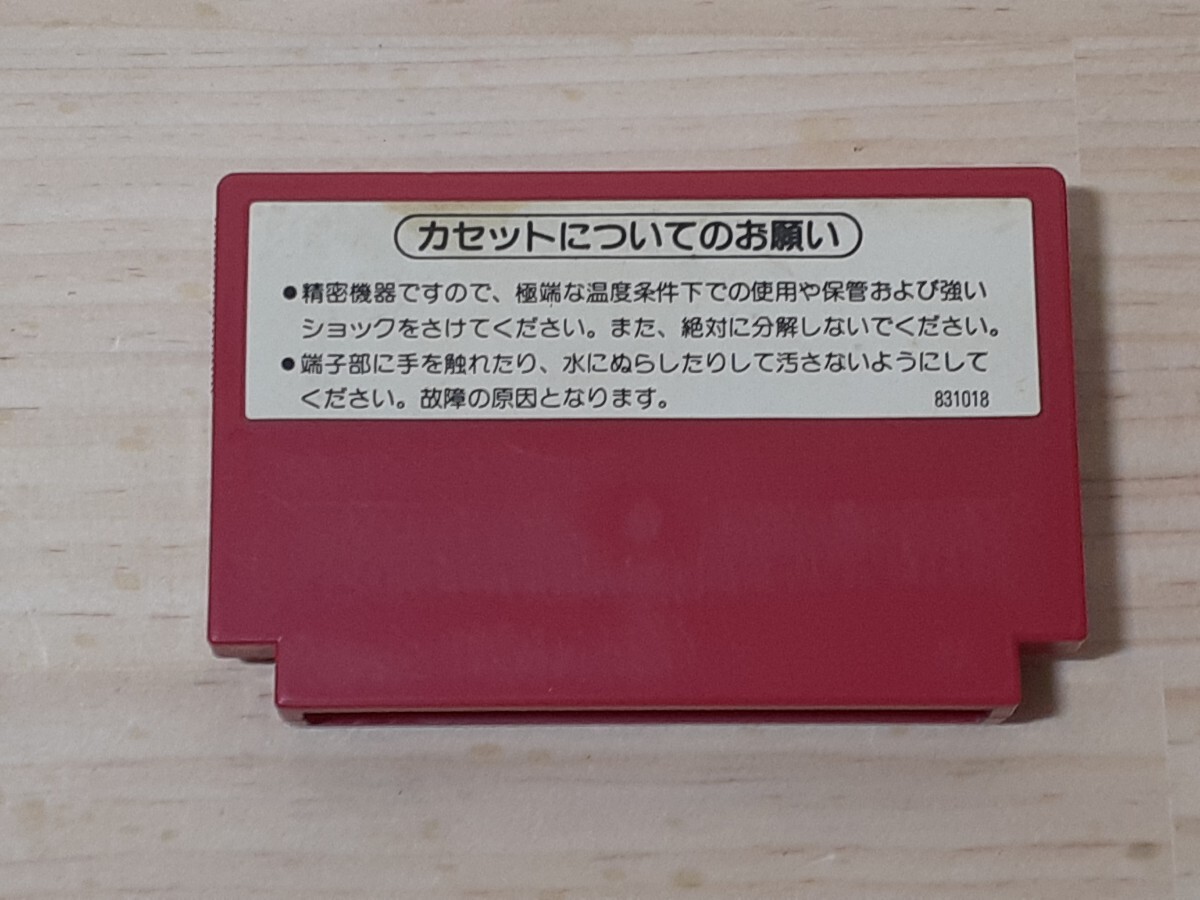 カセットについてのお願い
●精密機器ですので、極端な温度条件下での使用や保管および強い
ショックをさけてください。また、絶対に分解しないでください。
●端子部に手を触れたり、水にぬらしたりして汚さないようにして
ください。故障の原因となります。 831018